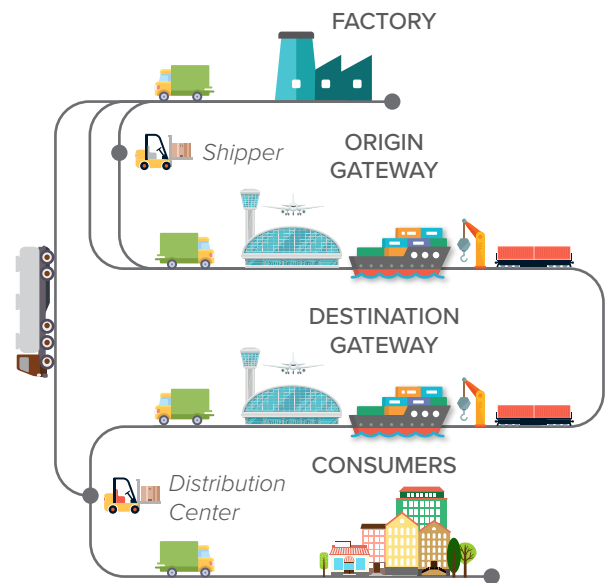 FACTORY
Shipper
ORIGIN
GATEWAY
DESTINATION
GATEWAY
CONSUMERS
Distribution
Center